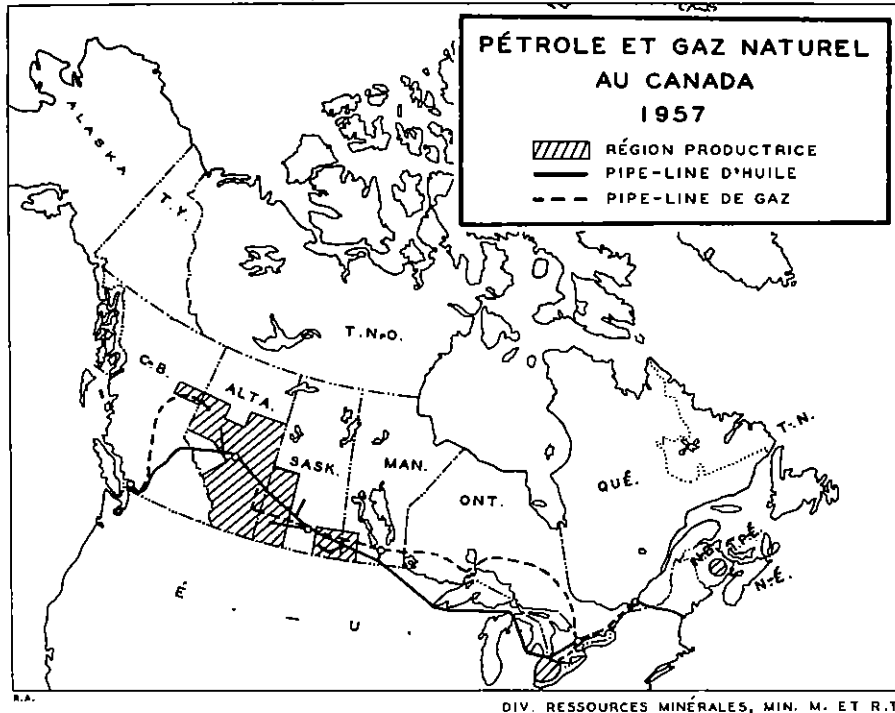 PÉTROLE ET GAZ NATUREL
AU CANADA
1957
RÉGION PRODUCTRICE
PIPE-LINE D'HUILE
PIPE-LINE DE GAZ
ALASKA
T.Y.
T.N.-O.
C.-B.
ALTA.
SASK.
MAN.
ONT.
QUÉ.
T.-N.
N.-B.
I.P.-É.
N.-É.
É.-U.
R.A.
DIV. RESSOURCES MINÉRALES, MIN. M. ET R.T.